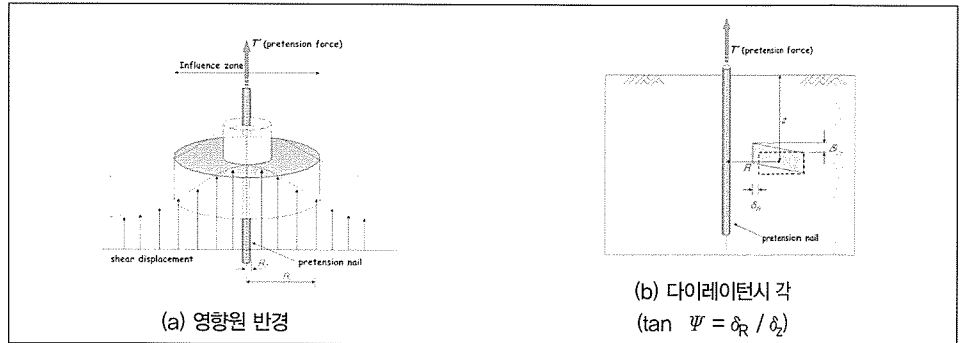 T' (pretension force)
Influence zone
shear displacement
pretension nail
R
(a) 영향원 반경
T' (pretension force)
z
R
δR
pretension nail
(b) 다이레이턴시 각
(tan Ψ = δR / δz)